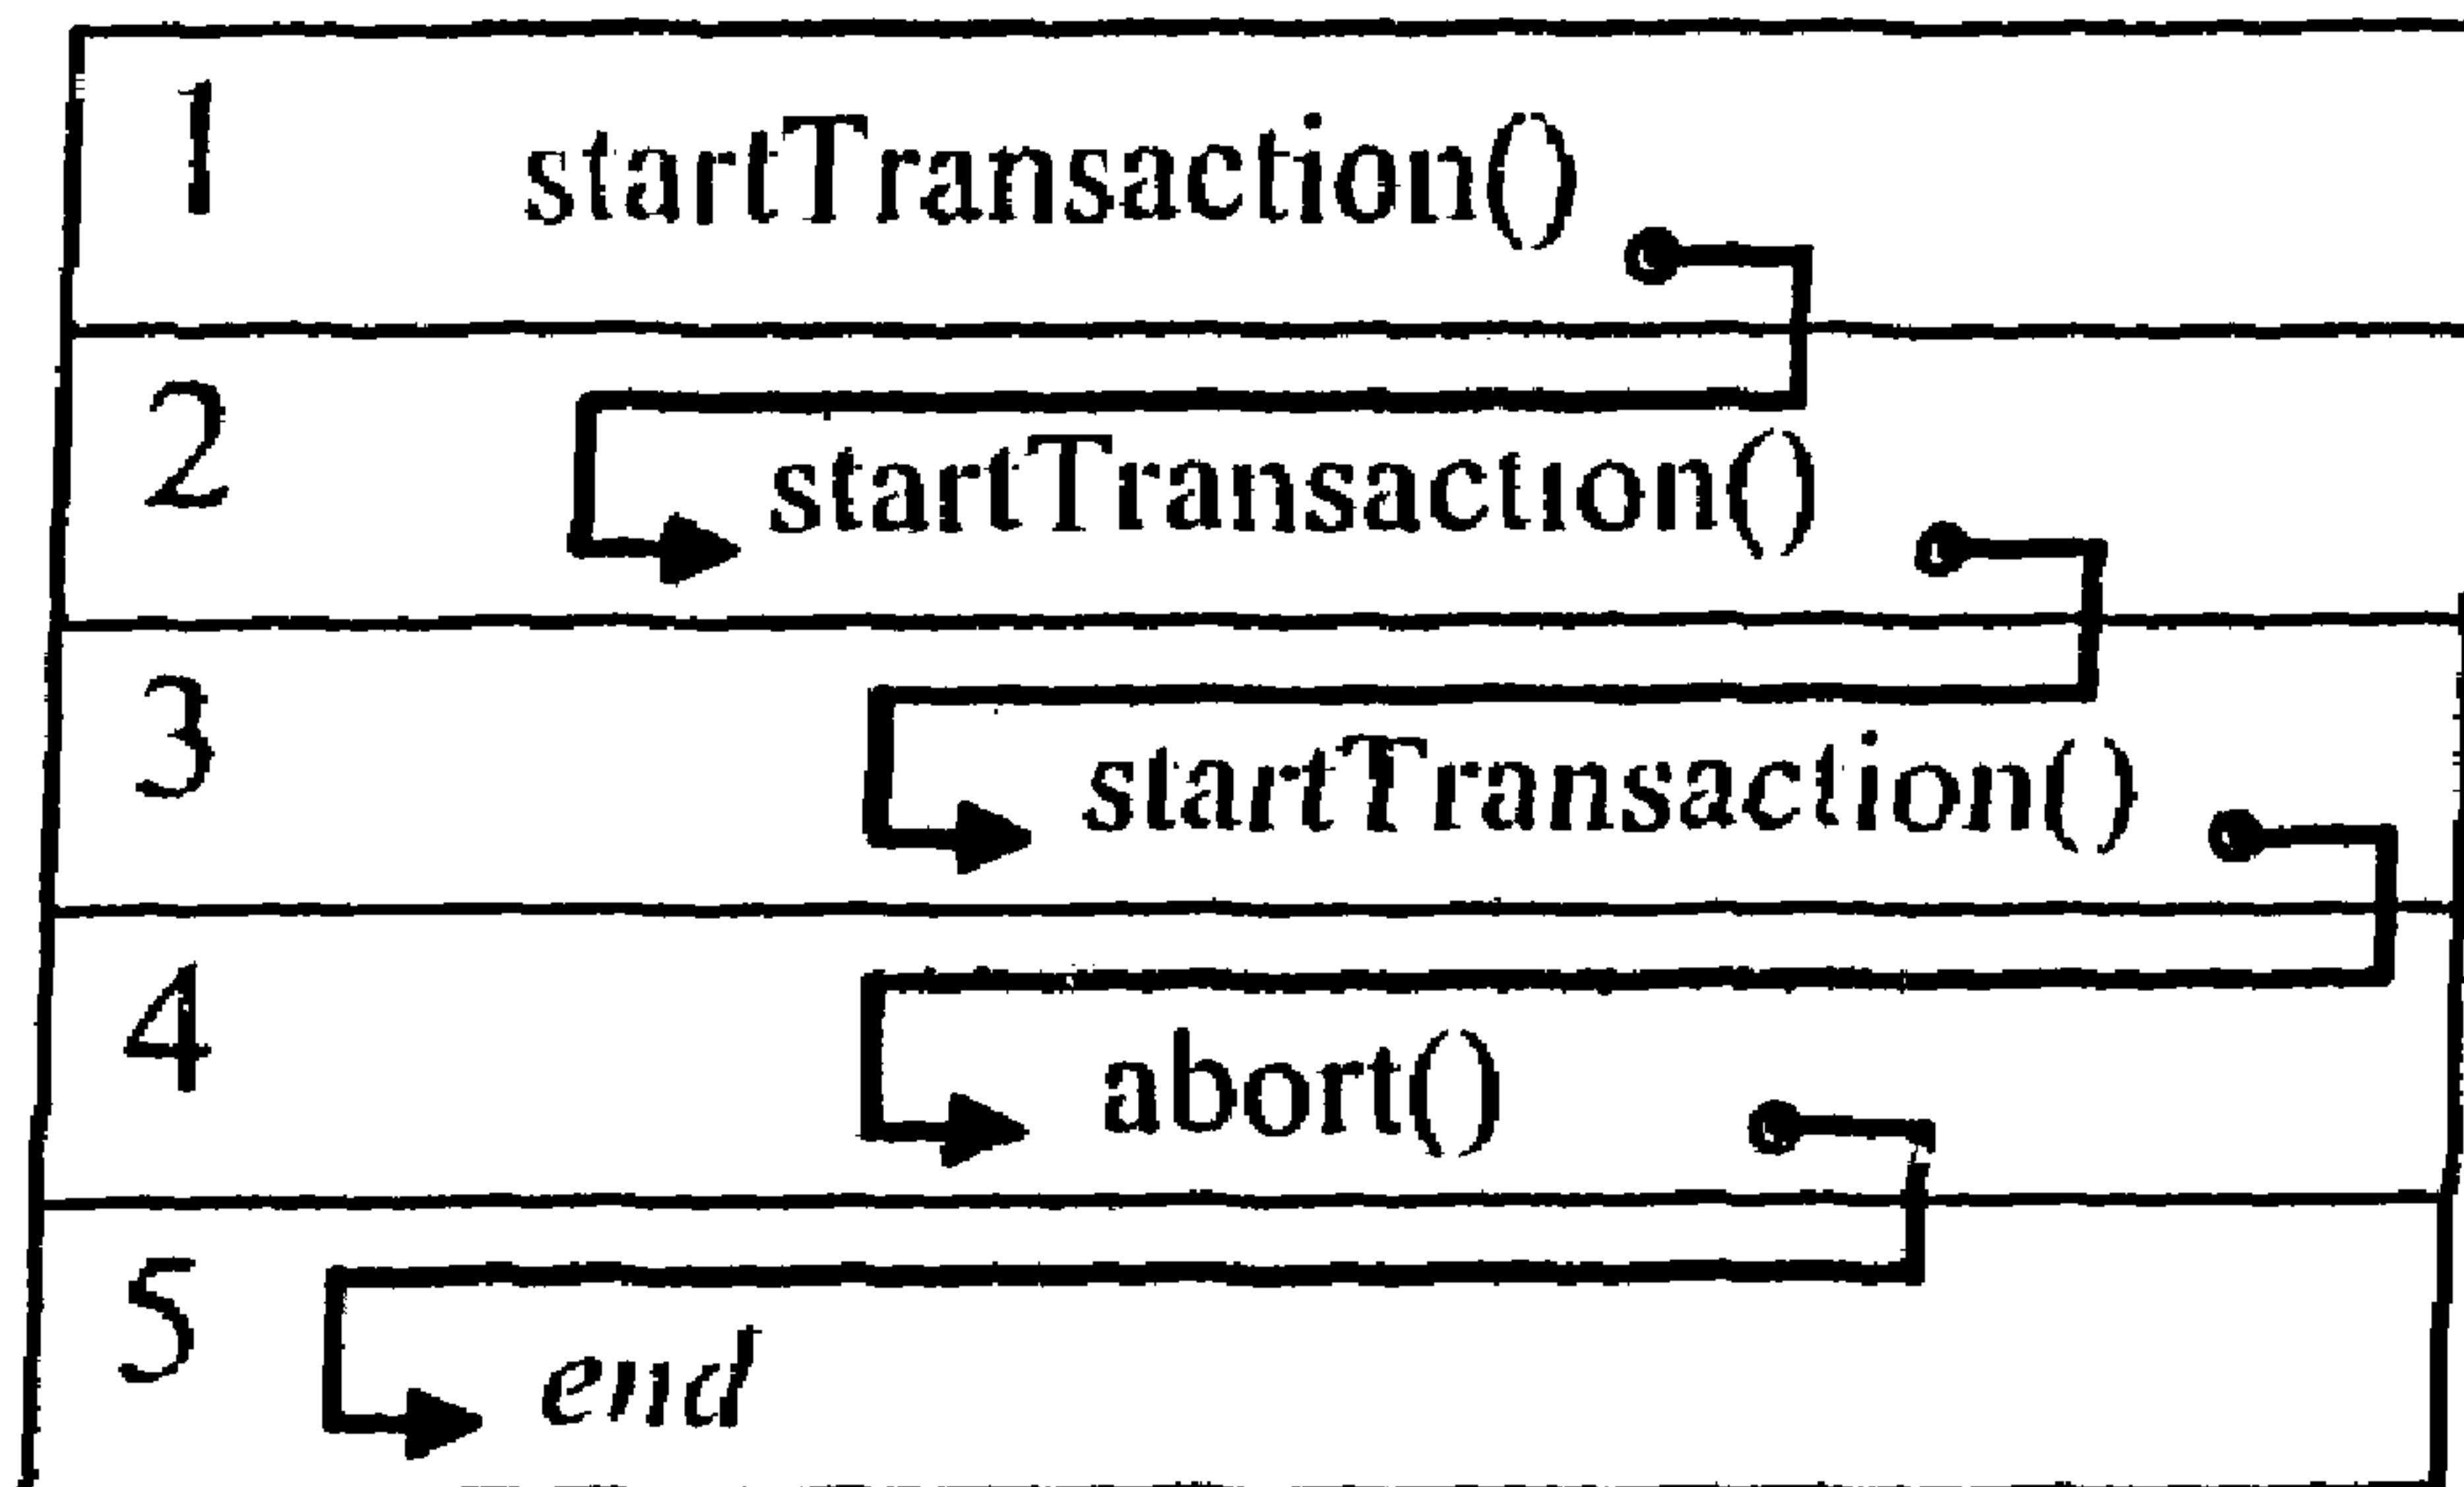 1 startTransaction()
2 startTransaction()
3 startTransaction()
4 abort()
5 end